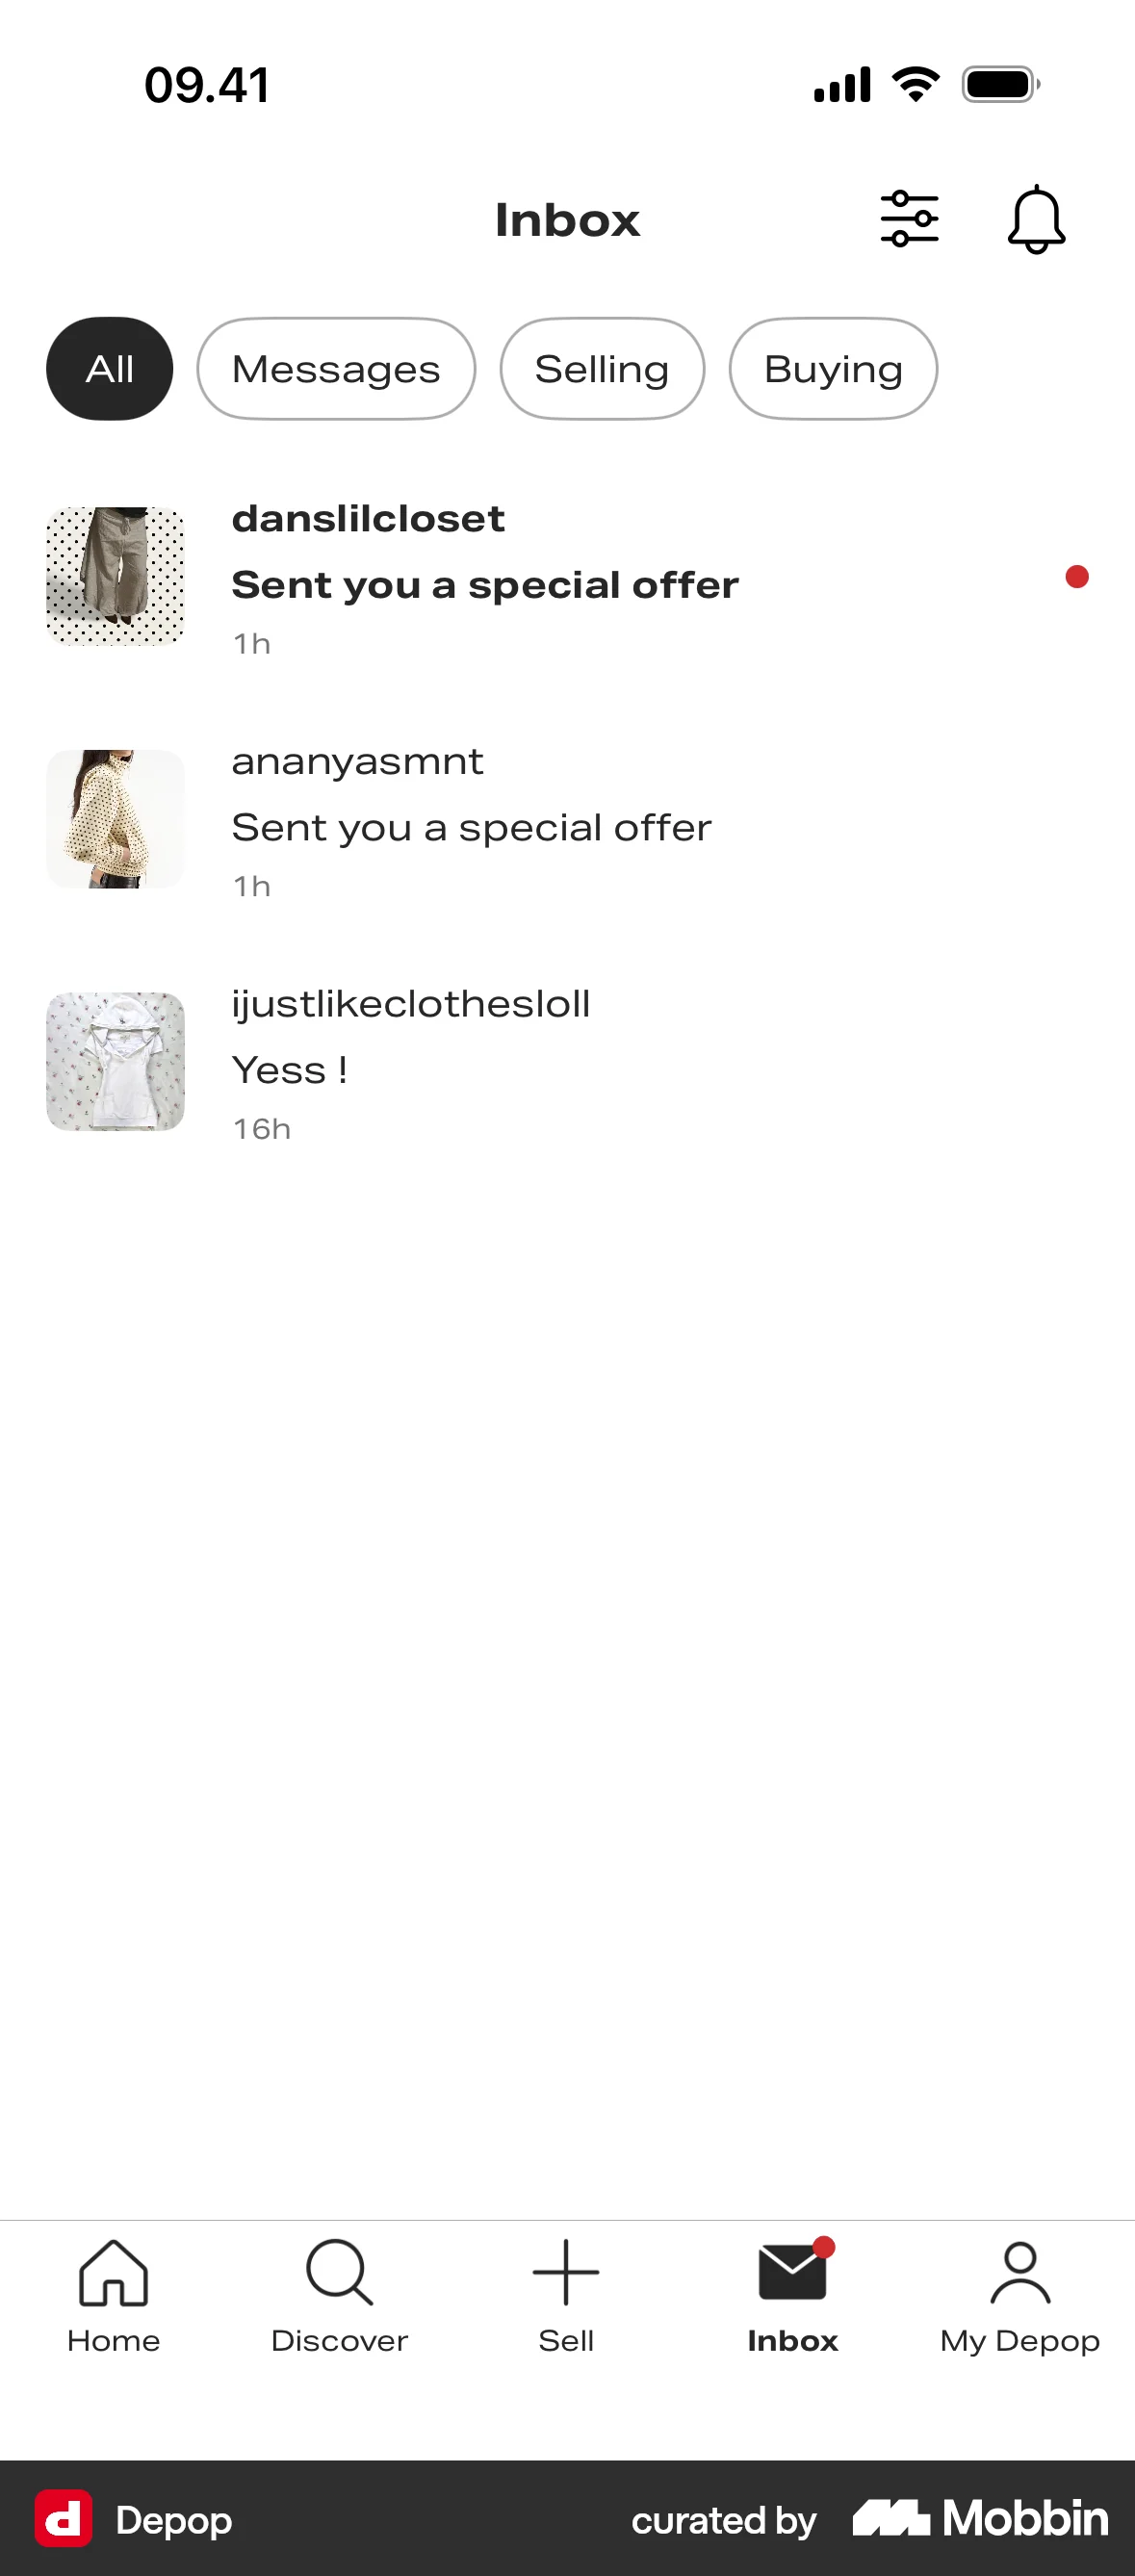 09.41
Inbox
All Messages Selling Buying
danslilcloset
Sent you a special offer
1h
ananyasmnt
Sent you a special offer
1h
ijustlikeclothesloll
Yess !
16h
Home Discover Sell Inbox My Depop
d Depop curated by Mobbin